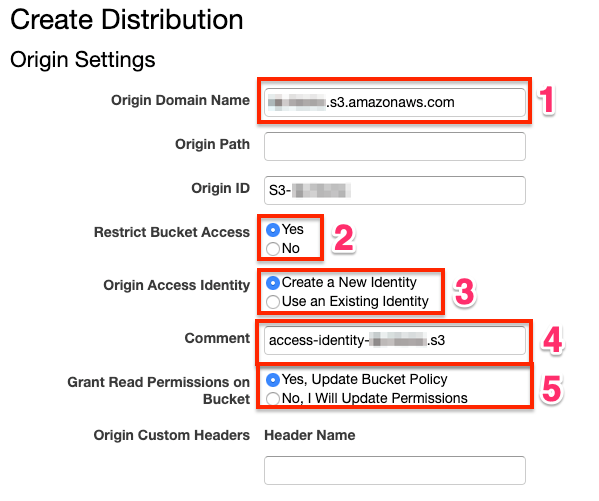 Create Distribution
Origin Settings
Origin Domain Name .s3.amazonaws.com 1
Origin Path
Origin ID S3-
Restrict Bucket Access Yes 2
No
Origin Access Identity Create a New Identity 3
Use an Existing Identity
Comment access-identity- .s3 4
Grant Read Permissions on Yes, Update Bucket Policy 5
Bucket No, I Will Update Permissions
Origin Custom Headers Header Name